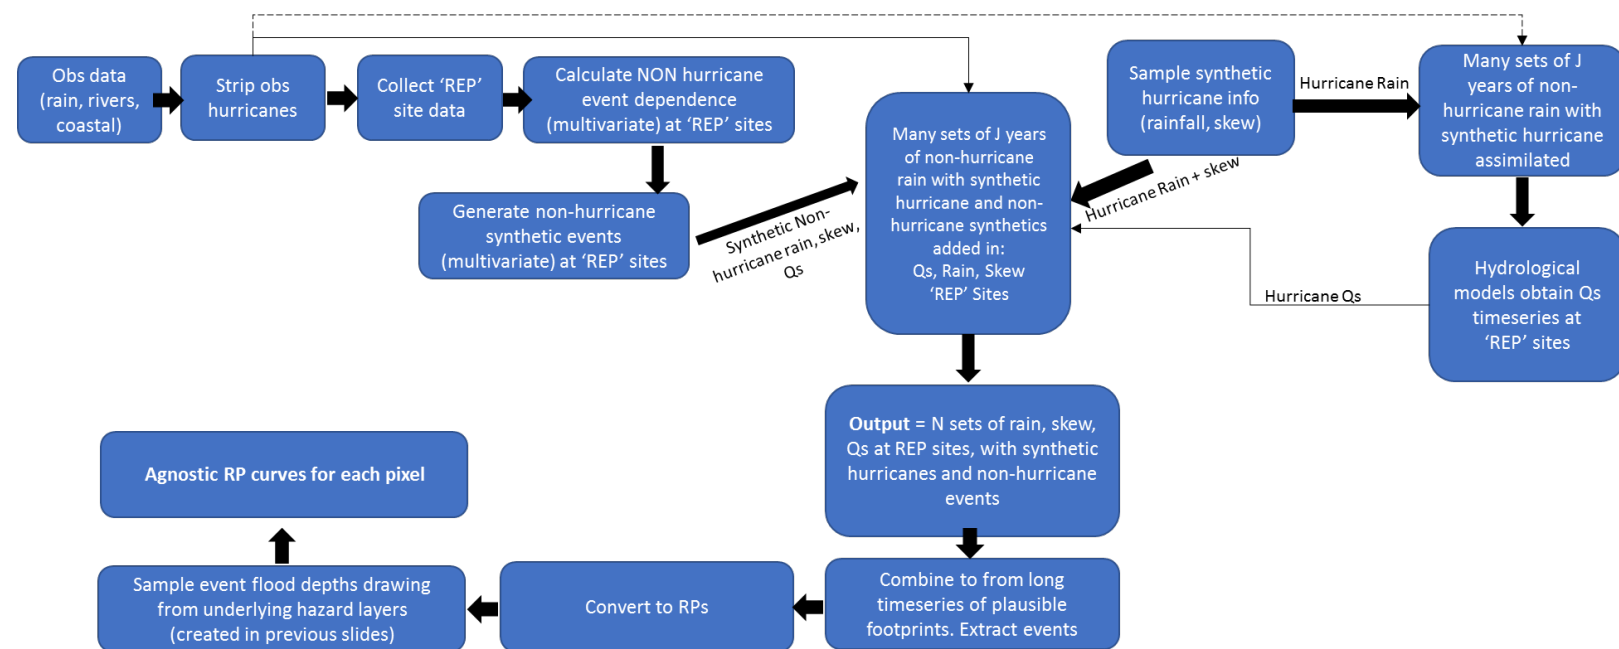 Obs data
(rain, rivers,
coastal)
Strip obs
hurricanes
Collect ‘REP’
site data
Calculate NON hurricane
event dependence
(multivariate) at ‘REP’ sites
Generate non-hurricane
synthetic events
(multivariate) at ‘REP’ sites
Synthetic Non-
hurricane rain, skew,
Qs
Many sets of J years
of non-hurricane
rain with synthetic
hurricane and non-
hurricane synthetics
added in:
Qs, Rain, Skew
‘REP’ Sites
Sample synthetic
hurricane info
(rainfall, skew)
Hurricane Rain
Hurricane Rain + skew
Many sets of J
years of non-
hurricane rain with
synthetic hurricane
assimilated
Hydrological
models obtain Qs
timeseries at
‘REP’ sites
Hurricane Qs
Output = N sets of rain, skew,
Qs at REP sites, with synthetic
hurricanes and non-hurricane
events
Combine to from long
timeseries of plausible
footprints. Extract events
Convert to RPs
Sample event flood depths drawing
from underlying hazard layers
(created in previous slides)
Agnostic RP curves for each pixel